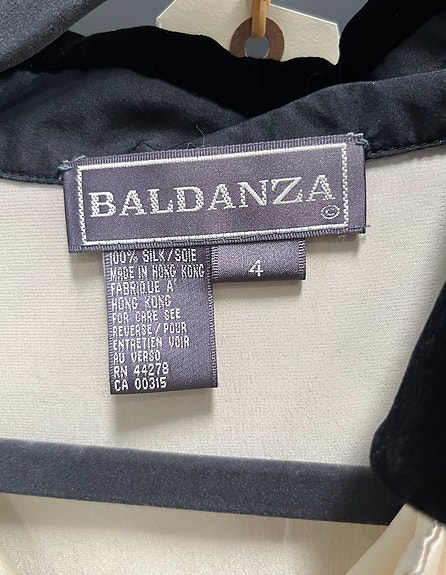 BALDANZA
©
100% SILK/SOIE
MADE IN HONG KONG
FABRIQUE A
HONG KONG
FOR CARE SEE
REVERSE/POUR
ENTRETIEN VOIR
AU VERSO
RN 44278
CA 00315
4